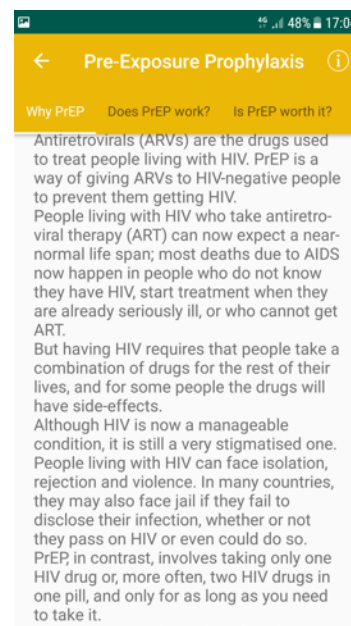 4G 48% 17:0
Pre-Exposure Prophylaxis
Why PrEP Does PrEP work? Is PrEP worth it?
Antiretrovirals (ARVs) are the drugs used
to treat people living with HIV. PrEP is a
way of giving ARVs to HIV-negative people
to prevent them getting HIV.
People living with HIV who take antiretro-
viral therapy (ART) can now expect a near-
normal life span; most deaths due to AIDS
now happen in people who do not know
they have HIV, start treatment when they
are already seriously ill, or who cannot get
ART.
But having HIV requires that people take a
combination of drugs for the rest of their
lives, and for some people the drugs will
have side-effects.
Although HIV is now a manageable
condition, it is still a very stigmatised one.
People living with HIV can face isolation,
rejection and violence. In many countries,
they may also face jail if they fail to
disclose their infection, whether or not
they pass on HIV or even could do so.
PrEP, in contrast, involves taking only one
HIV drug or, more often, two HIV drugs in
one pill, and only for as long as you need
to take it.